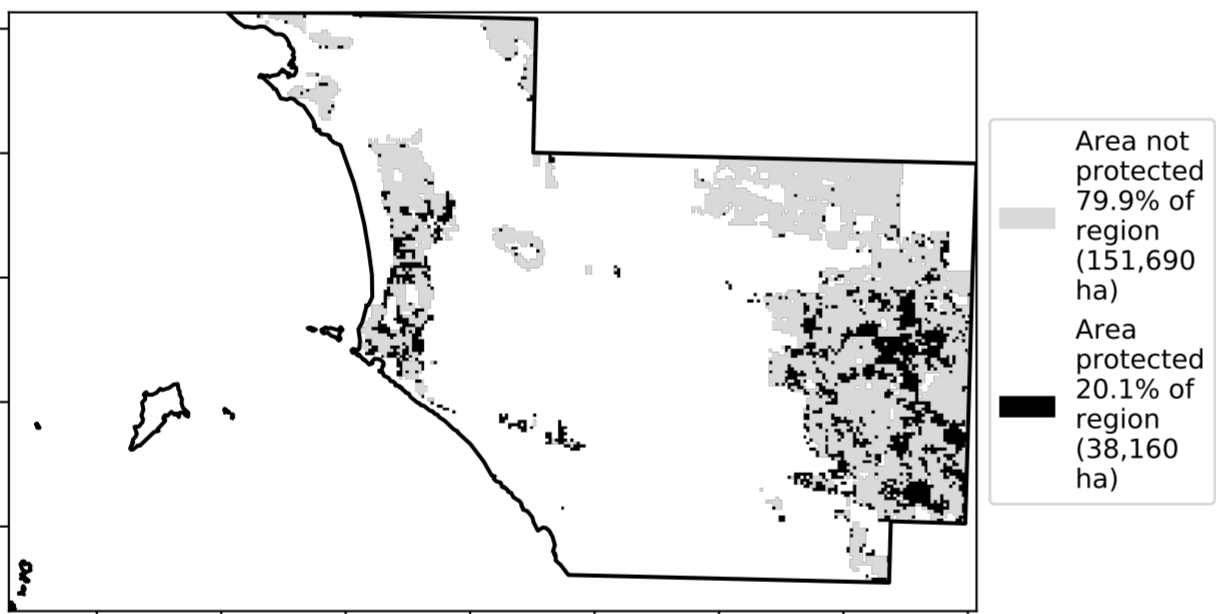 Area not
protected
79.9% of
region
(151,690
ha)
Area
protected
20.1% of
region
(38,160
ha)